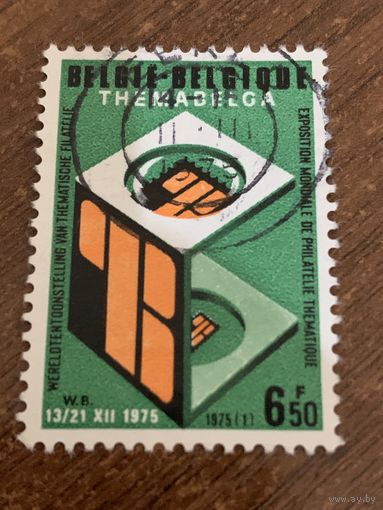 BELGIË-BELGIQUE
THEMABELGA
WERELDTENTOONSTELLING VAN THEMATISCHE FILATELIE
EXPOSITION MONDIALE DE PHILATELIE THEMATIQUE
W.B.
13/21 XII 1975
1975 (1)
6F50
www.ay.by